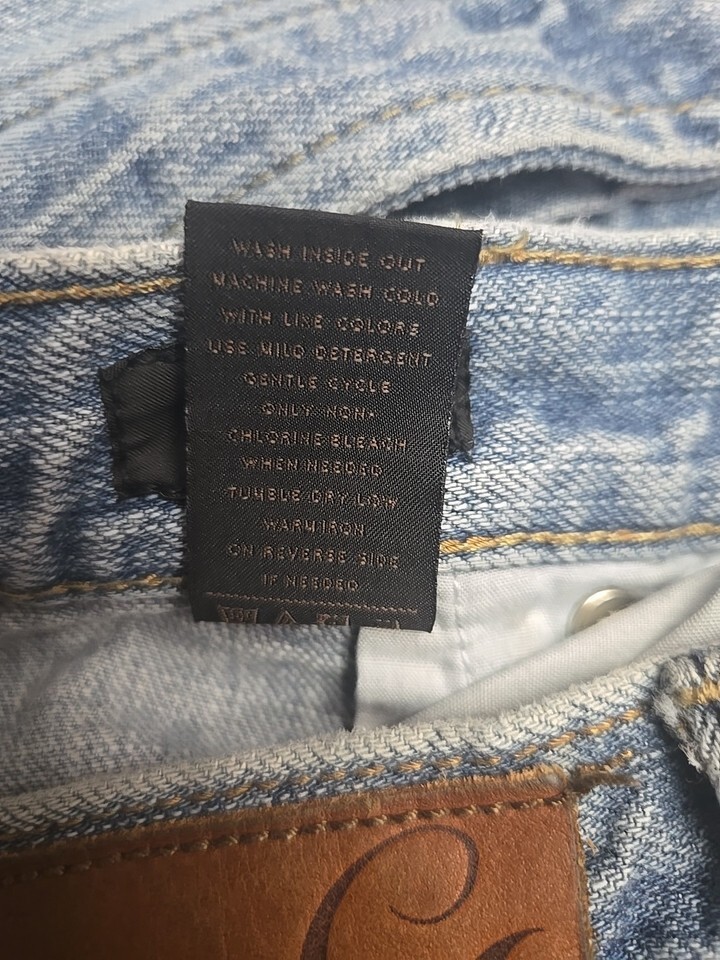 WASH INSIDE OUT
MACHINE WASH COLD
WITH LIKE COLORS
USE MILD DETERGENT
GENTLE CYCLE
ONLY NON-
CHLORINE BLEACH
WHEN NEEDED
TUMBLE DRY LOW
WARM IRON
ON REVERSE SIDE
IF NEEDED